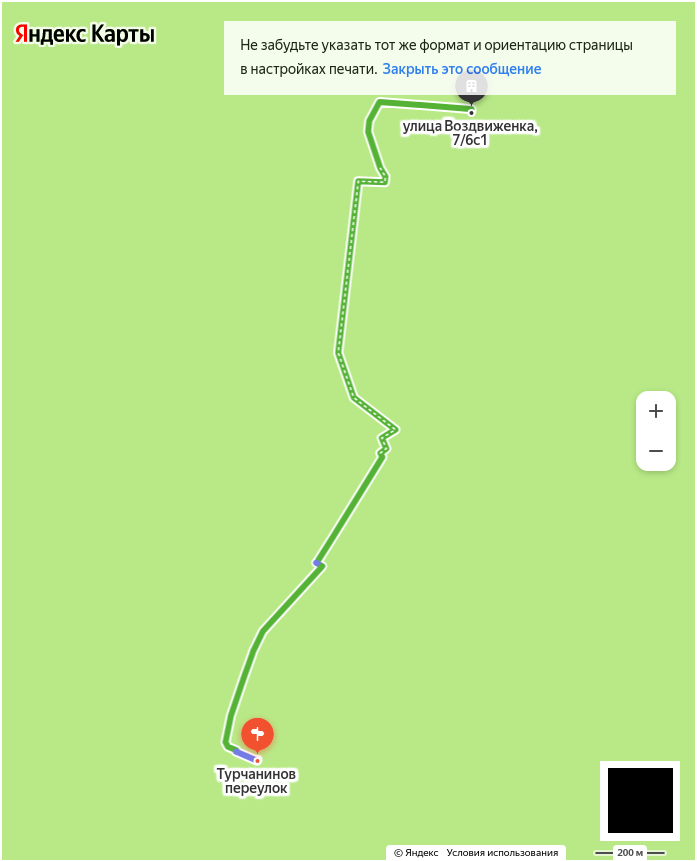 Яндекс Карты
Не забудьте указать тот же формат и ориентацию страницы
в настройках печати. Закрыть это сообщение
улица Воздвиженка,
7/6с1
Турчанинов
переулок
© Яндекс Условия использования
200 м